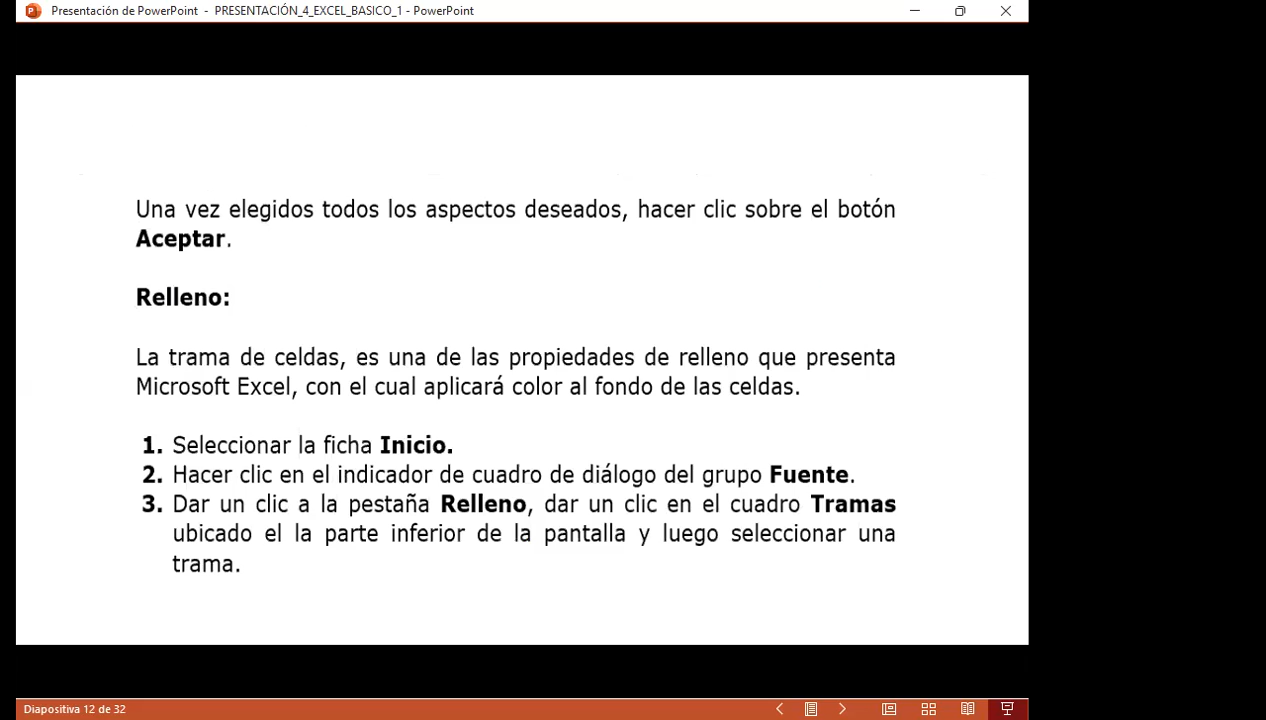 Presentación de PowerPoint - PRESENTACIÓN_4_EXCEL_BASICO_1 - PowerPoint
Una vez elegidos todos los aspectos deseados, hacer clic sobre el botón
Aceptar.
Relleno:
La trama de celdas, es una de las propiedades de relleno que presenta
Microsoft Excel, con el cual aplicará color al fondo de las celdas.
1. Seleccionar la ficha Inicio.
2. Hacer clic en el indicador de cuadro de diálogo del grupo Fuente.
3. Dar un clic a la pestaña Relleno, dar un clic en el cuadro Tramas
ubicado el la parte inferior de la pantalla y luego seleccionar una
trama.
Diapositiva 12 de 32